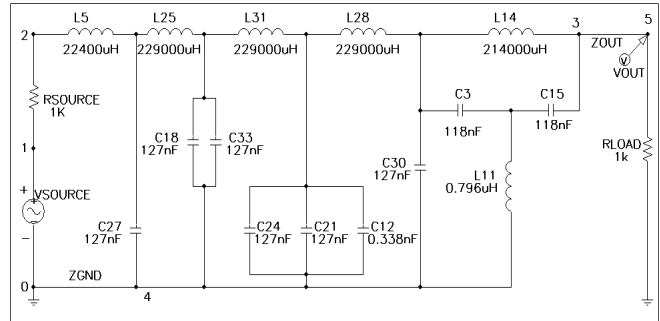 L5 L25 L31 L28 L14 3 5
2 22400uH 229000uH 229000uH 229000uH 214000uH ZOUT
V
VOUT
RSOURCE
1K
C3 C15
118nF 118nF
C18 C33
127nF 127nF
1
RLOAD
1k
C30
127nF
L11
0.796uH
+ +
VSOURCE
-
C27
127nF
C24 C21 C12
127nF 127nF 0.338nF
ZGND
0
4